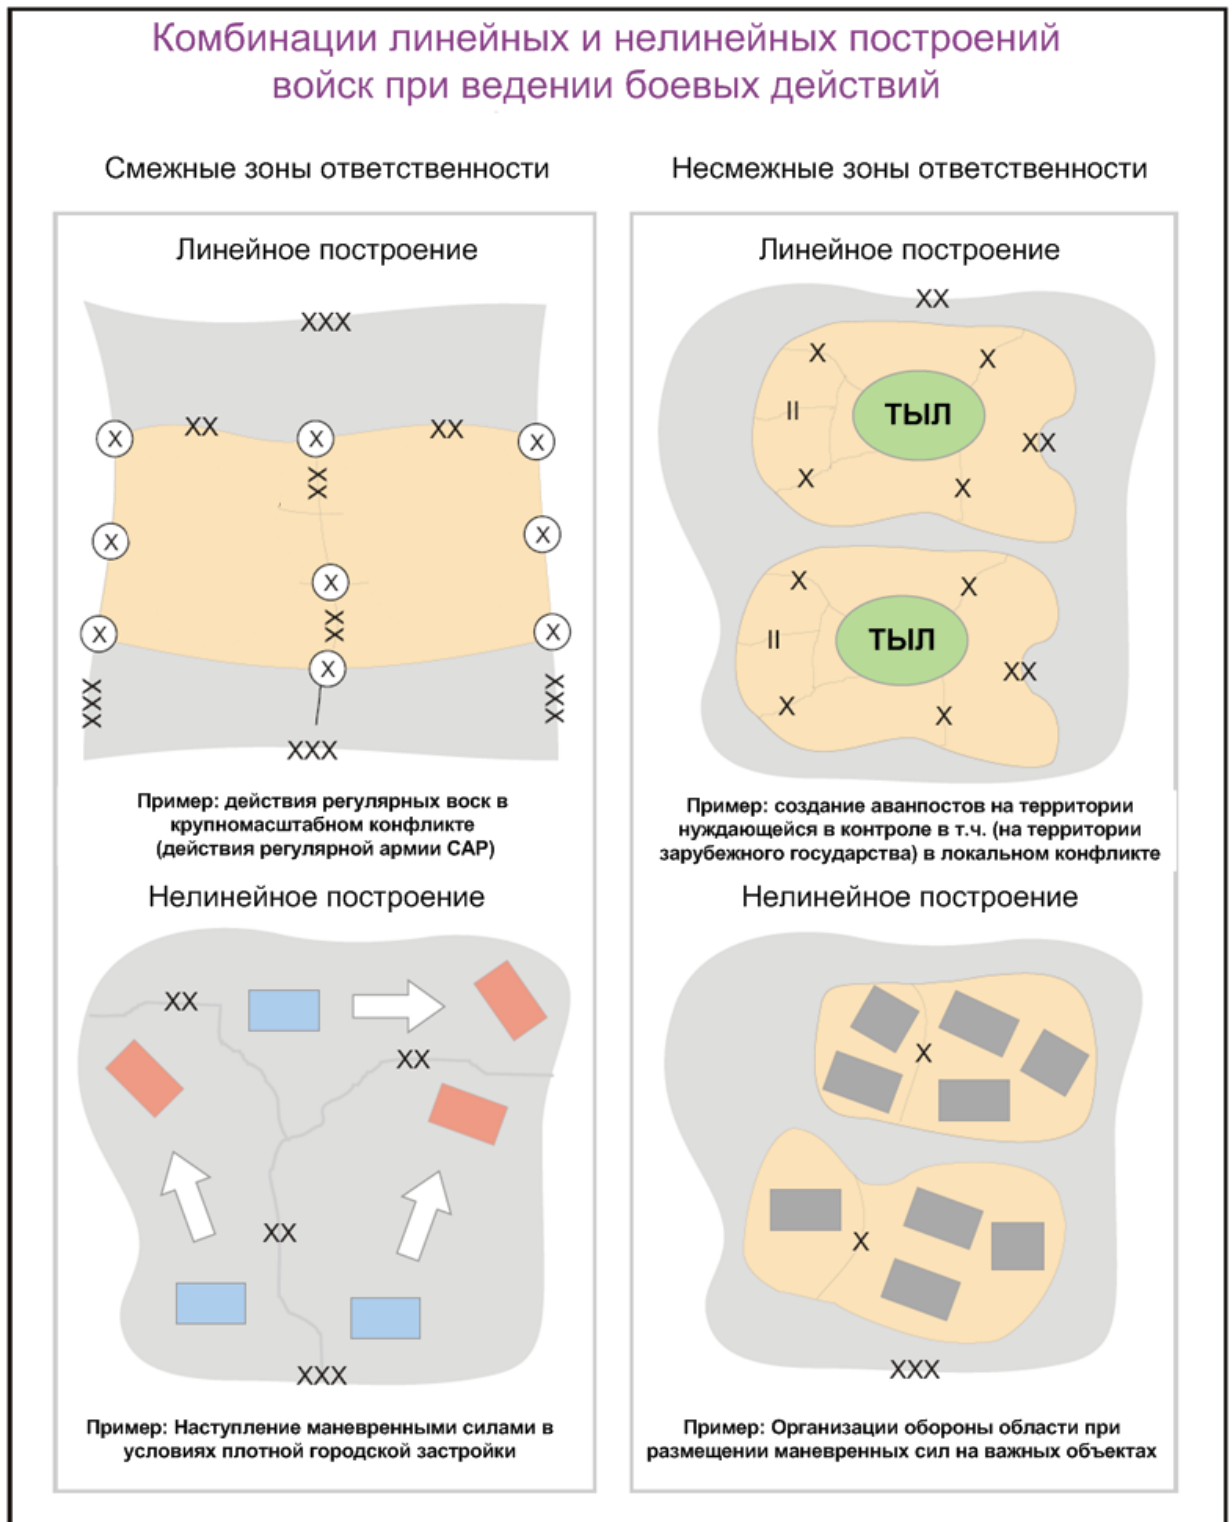 Комбинации линейных и нелинейных построений
войск при ведении боевых действий
Смежные зоны ответственности
Линейное построение
XXX
X XX X XX X
XX
X X
X
XX
X X
X
XXX XXX
XXX
Пример: действия регулярных воск в
крупномасштабном конфликте
(действия регулярной армии САР)
Нелинейное построение
XX
XX
XX
XXX
Пример: Наступление маневренными силами в
условиях плотной городской застройки
Несмежные зоны ответственности
Линейное построение
XX
X X
II ТЫЛ
XX
X X
X X
II ТЫЛ
XX
X X
Пример: создание аванпостов на территории
нуждающейся в контроле в т.ч. (на территории
зарубежного государства) в локальном конфликте
Нелинейное построение
X
X
XXX
Пример: Организации обороны области при
размещении маневренных сил на важных объектах